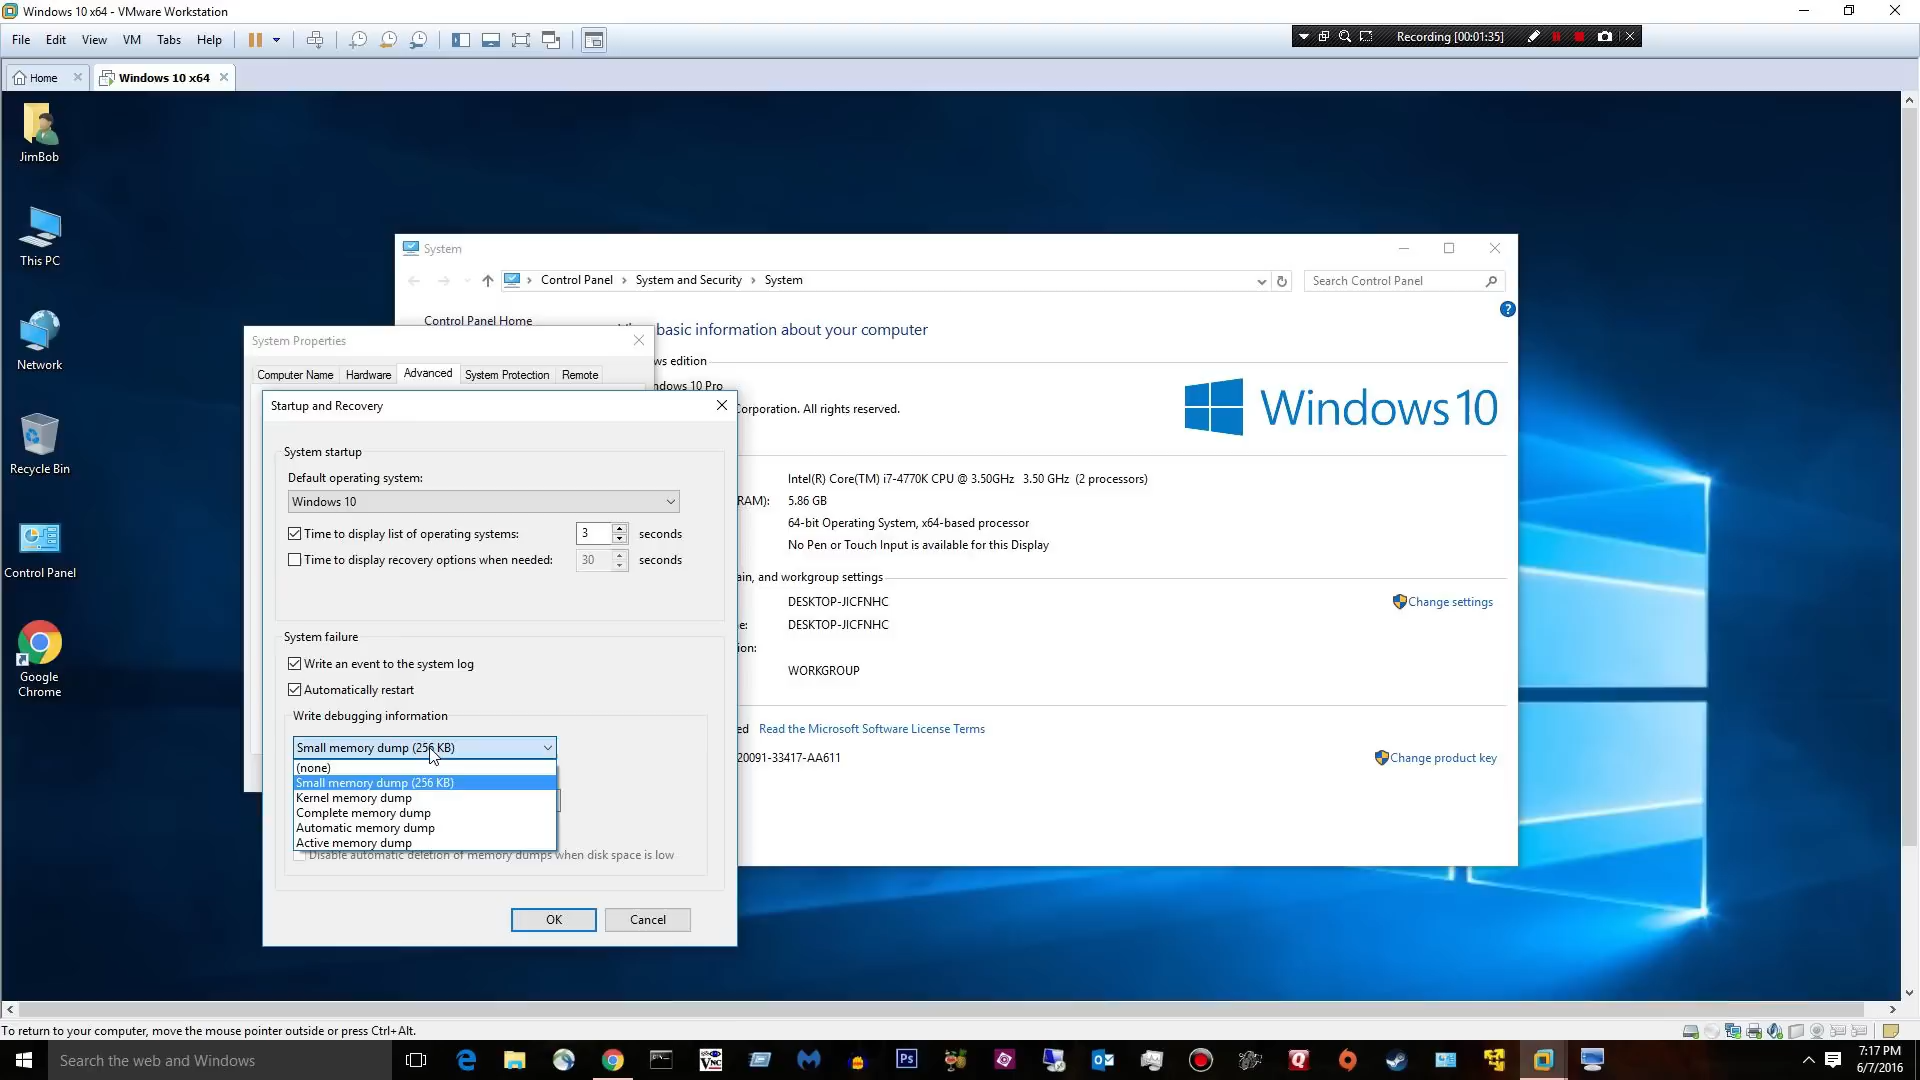 Windows 10 x64 - VMware Workstation
File Edit View VM Tabs Help
Recording [00:01:35]
Home
Windows 10 x64
JimBob
This PC
Network
Recycle Bin
Control Panel
Google
Chrome
System
Control Panel System and Security System
Search Control Panel
Control Panel Home
basic information about your computer
ws edition
ndows 10 Pro
Corporation. All rights reserved.
Windows 10
Intel(R) Core(TM) i7-4770K CPU @ 3.50GHz 3.50 GHz (2 processors)
RAM): 5.86 GB
64-bit Operating System, x64-based processor
No Pen or Touch Input is available for this Display
ain, and workgroup settings
DESKTOP-JICFNHC
Change settings
e: DESKTOP-JICFNHC
ion:
WORKGROUP
ed Read the Microsoft Software License Terms
20091-33417-AA611
Change product key
System Properties
Computer Name Hardware Advanced System Protection Remote
Startup and Recovery
System startup
Default operating system:
Windows 10
Time to display list of operating systems: 3 seconds
Time to display recovery options when needed: 30 seconds
System failure
Write an event to the system log
Automatically restart
Write debugging information
Small memory dump (256 KB)
(none)
Small memory dump (256 KB)
Kernel memory dump
Complete memory dump
Automatic memory dump
Active memory dump
Disable automatic deletion of memory dumps when disk space is low
OK Cancel
To return to your computer, move the mouse pointer outside or press Ctrl+Alt.
Search the web and Windows
Ps
7:17 PM
6/7/2016